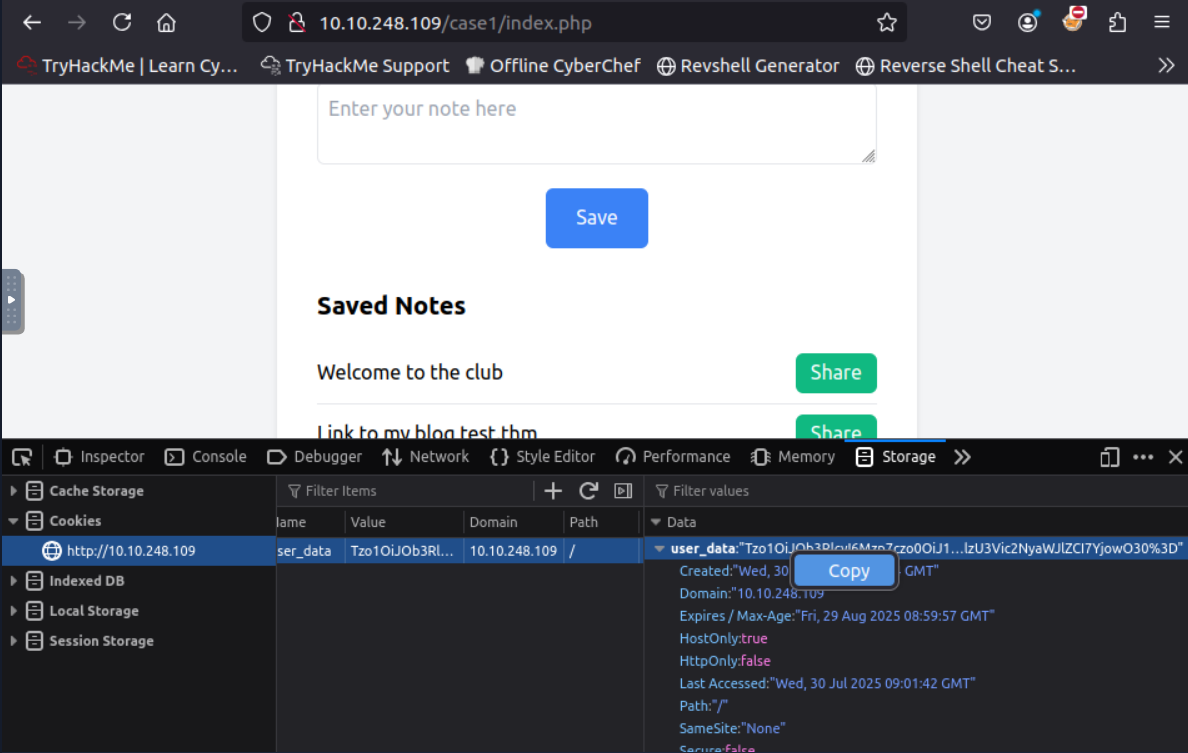 10.10.248.109/case1/index.php
TryHackMe | Learn Cy... TryHackMe Support Offline CyberChef Revshell Generator Reverse Shell Cheat S...
Enter your note here
Save
Saved Notes
Welcome to the club Share
Link to my blog test.thm Share
Inspector Console Debugger Network Style Editor Performance Memory Storage
Cache Storage
Cookies
http://10.10.248.109
Indexed DB
Local Storage
Session Storage
Filter Items
Name Value Domain Path
user_data Tzo1OiJOb3Rl... 10.10.248.109 /
Filter values
Data
user_data:"Tzo1OiJOb3RlcyI6Mzp7czo0OiJ1...lzU3Vic2NyaWJlZCI7YjowO30%3D"
Copy
Created:"Wed, 30 GMT"
Domain:"10.10.248.109
Expires / Max-Age:"Fri, 29 Aug 2025 08:59:57 GMT"
HostOnly:true
HttpOnly:false
Last Accessed:"Wed, 30 Jul 2025 09:01:42 GMT"
Path:"/"
SameSite:"None"
Secure:false